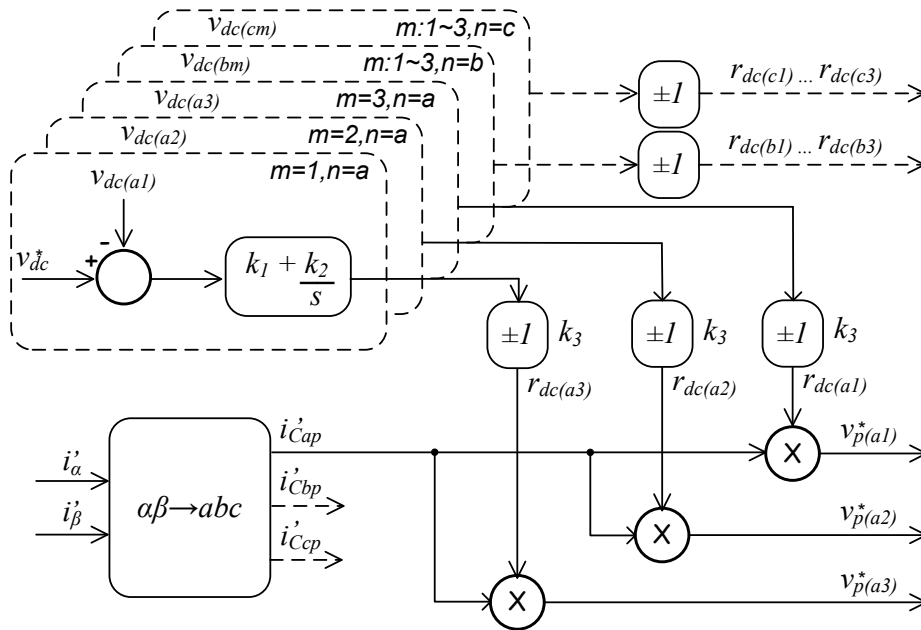 v_dc(cm)
m:1~3,n=c
v_dc(bm)
m:1~3,n=b
v_dc(a3)
m=3,n=a
v_dc(a2)
m=2,n=a
m=1,n=a
v_dc(a1)
±1
r_dc(c1) ... r_dc(c3)
±1
r_dc(b1) ... r_dc(b3)
v*_dc
+
-
k_1 + k_2/s
±1 k_3
±1 k_3
±1 k_3
r_dc(a3)
r_dc(a2)
r_dc(a1)
i'_α
i'_β
αβ→abc
i'_Cap
i'_Cbp
i'_Ccp
X
v*_p(a1)
X
v*_p(a2)
X
v*_p(a3)